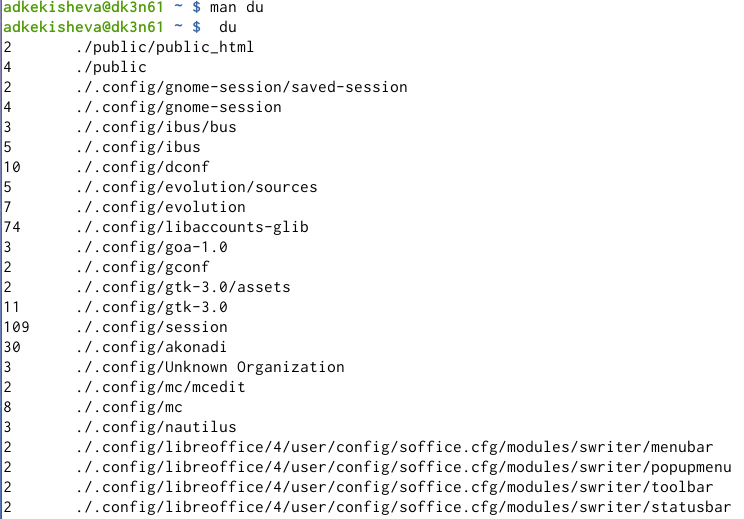 adkekisheva@dk3n61 ~ $ man du
adkekisheva@dk3n61 ~ $  du
2       ./public/public_html
4       ./public
2       ./.config/gnome-session/saved-session
4       ./.config/gnome-session
3       ./.config/ibus/bus
5       ./.config/ibus
10      ./.config/dconf
5       ./.config/evolution/sources
7       ./.config/evolution
74      ./.config/libaccounts-glib
3       ./.config/goa-1.0
2       ./.config/gconf
2       ./.config/gtk-3.0/assets
11      ./.config/gtk-3.0
109     ./.config/session
30      ./.config/akonadi
3       ./.config/Unknown Organization
2       ./.config/mc/mcedit
8       ./.config/mc
3       ./.config/nautilus
2       ./.config/libreoffice/4/user/config/soffice.cfg/modules/swriter/menubar
2       ./.config/libreoffice/4/user/config/soffice.cfg/modules/swriter/popupmenu
2       ./.config/libreoffice/4/user/config/soffice.cfg/modules/swriter/toolbar
2       ./.config/libreoffice/4/user/config/soffice.cfg/modules/swriter/statusbar